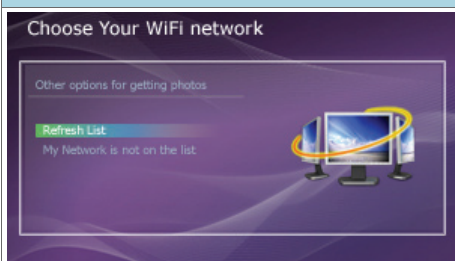 Choose Your WiFi network
Other options for getting photos
Refresh List
My Network is not on the list